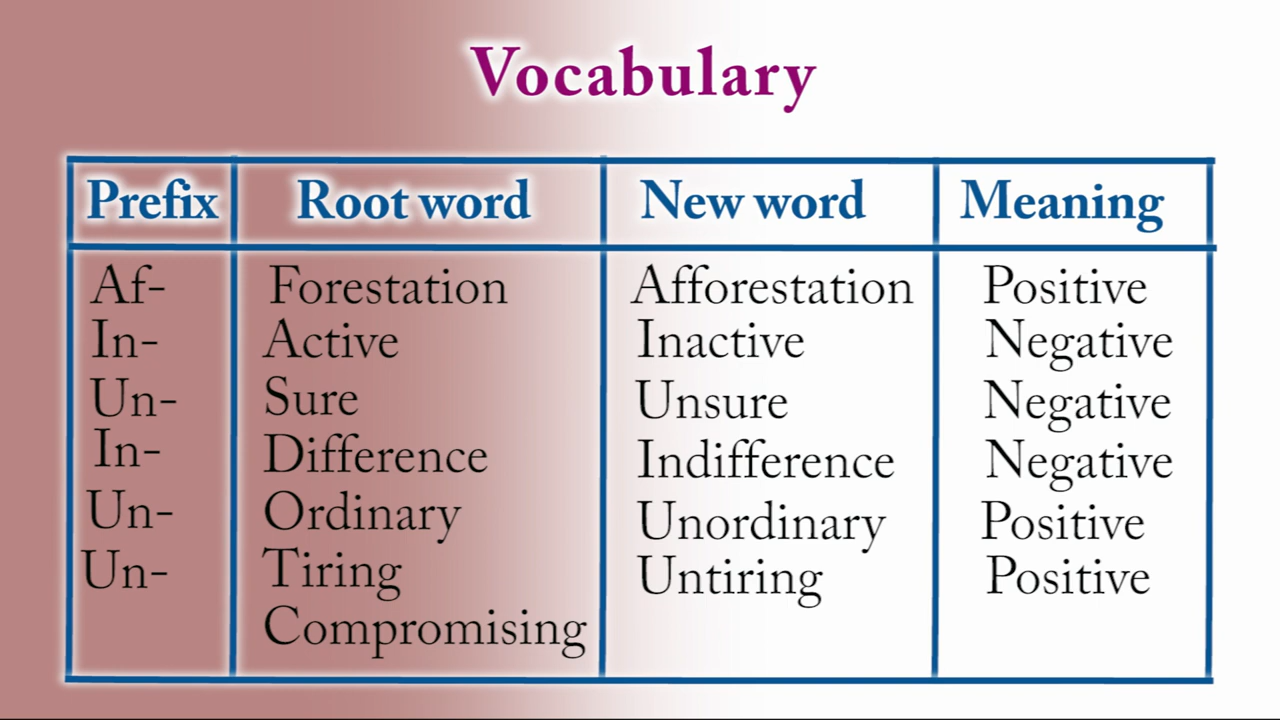 Vocabulary
Prefix Root word New word Meaning
Af- Forestation Afforestation Positive
In- Active Inactive Negative
Un- Sure Unsure Negative
In- Difference Indifference Negative
Un- Ordinary Unordinary Positive
Un- Tiring Untiring Positive
Compromising